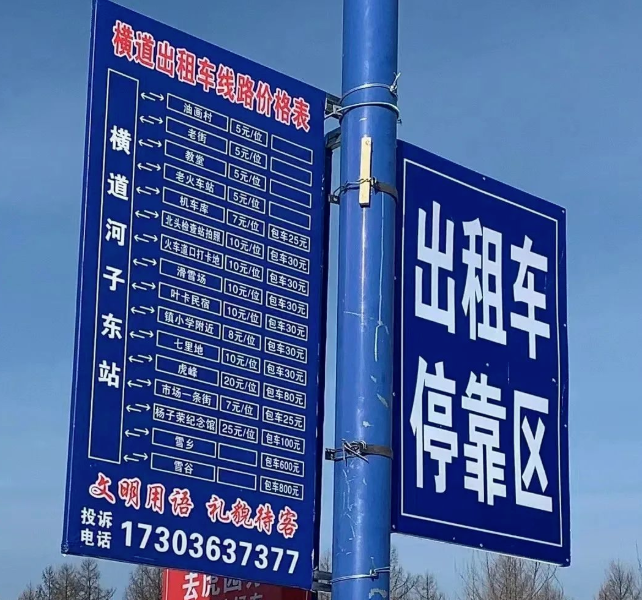 横道出租车线路价格表
横道河子东站
油画村 5元/位
老街 5元/位
教堂 5元/位
老火车站 5元/位
机车库 7元/位 包车25元
北头检查站拍照 10元/位 包车30元
火车道口打卡地 10元/位 包车30元
滑雪场 10元/位 包车30元
叶卡民宿 10元/位 包车30元
镇小学附近 8元/位 包车30元
七里地 10元/位 包车30元
虎峰 20元/位 包车80元
市场一条街 7元/位 包车25元
杨子荣纪念馆 25元/位 包车100元
雪乡 包车600元
雪谷 包车800元
文明用语 礼貌待客
投诉电话 17303637377
出租车
停靠区